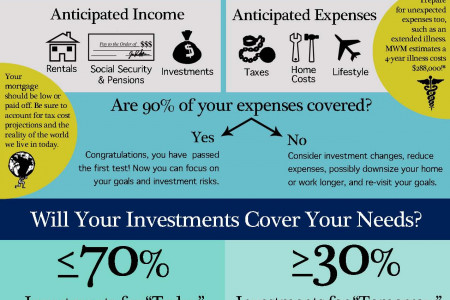 Anticipated Income
Anticipated Expenses
Prepare
for unexpected
expenses too,
such as an
extended illness.
MWM estimates a
4-year illness costs
$288,000!*
Pay to the Order of $$$
$
Rentals
Social Security
& Pensions
Investments
Taxes
Home
Costs
Lifestyle
Your
mortgage
should be low or
paid off. Be sure to
account for tax cost
projections and the
reality of the world
we live in today.
Are 90% of your expenses covered?
Yes
Congratulations, you have passed
the first test! Now you can focus on
your goals and investment risks.
No
Consider investment changes, reduce
expenses, possibly downsize your home
or work longer, and re-visit your goals.
Will Your Investments Cover Your Needs?
≤70%
≥30%